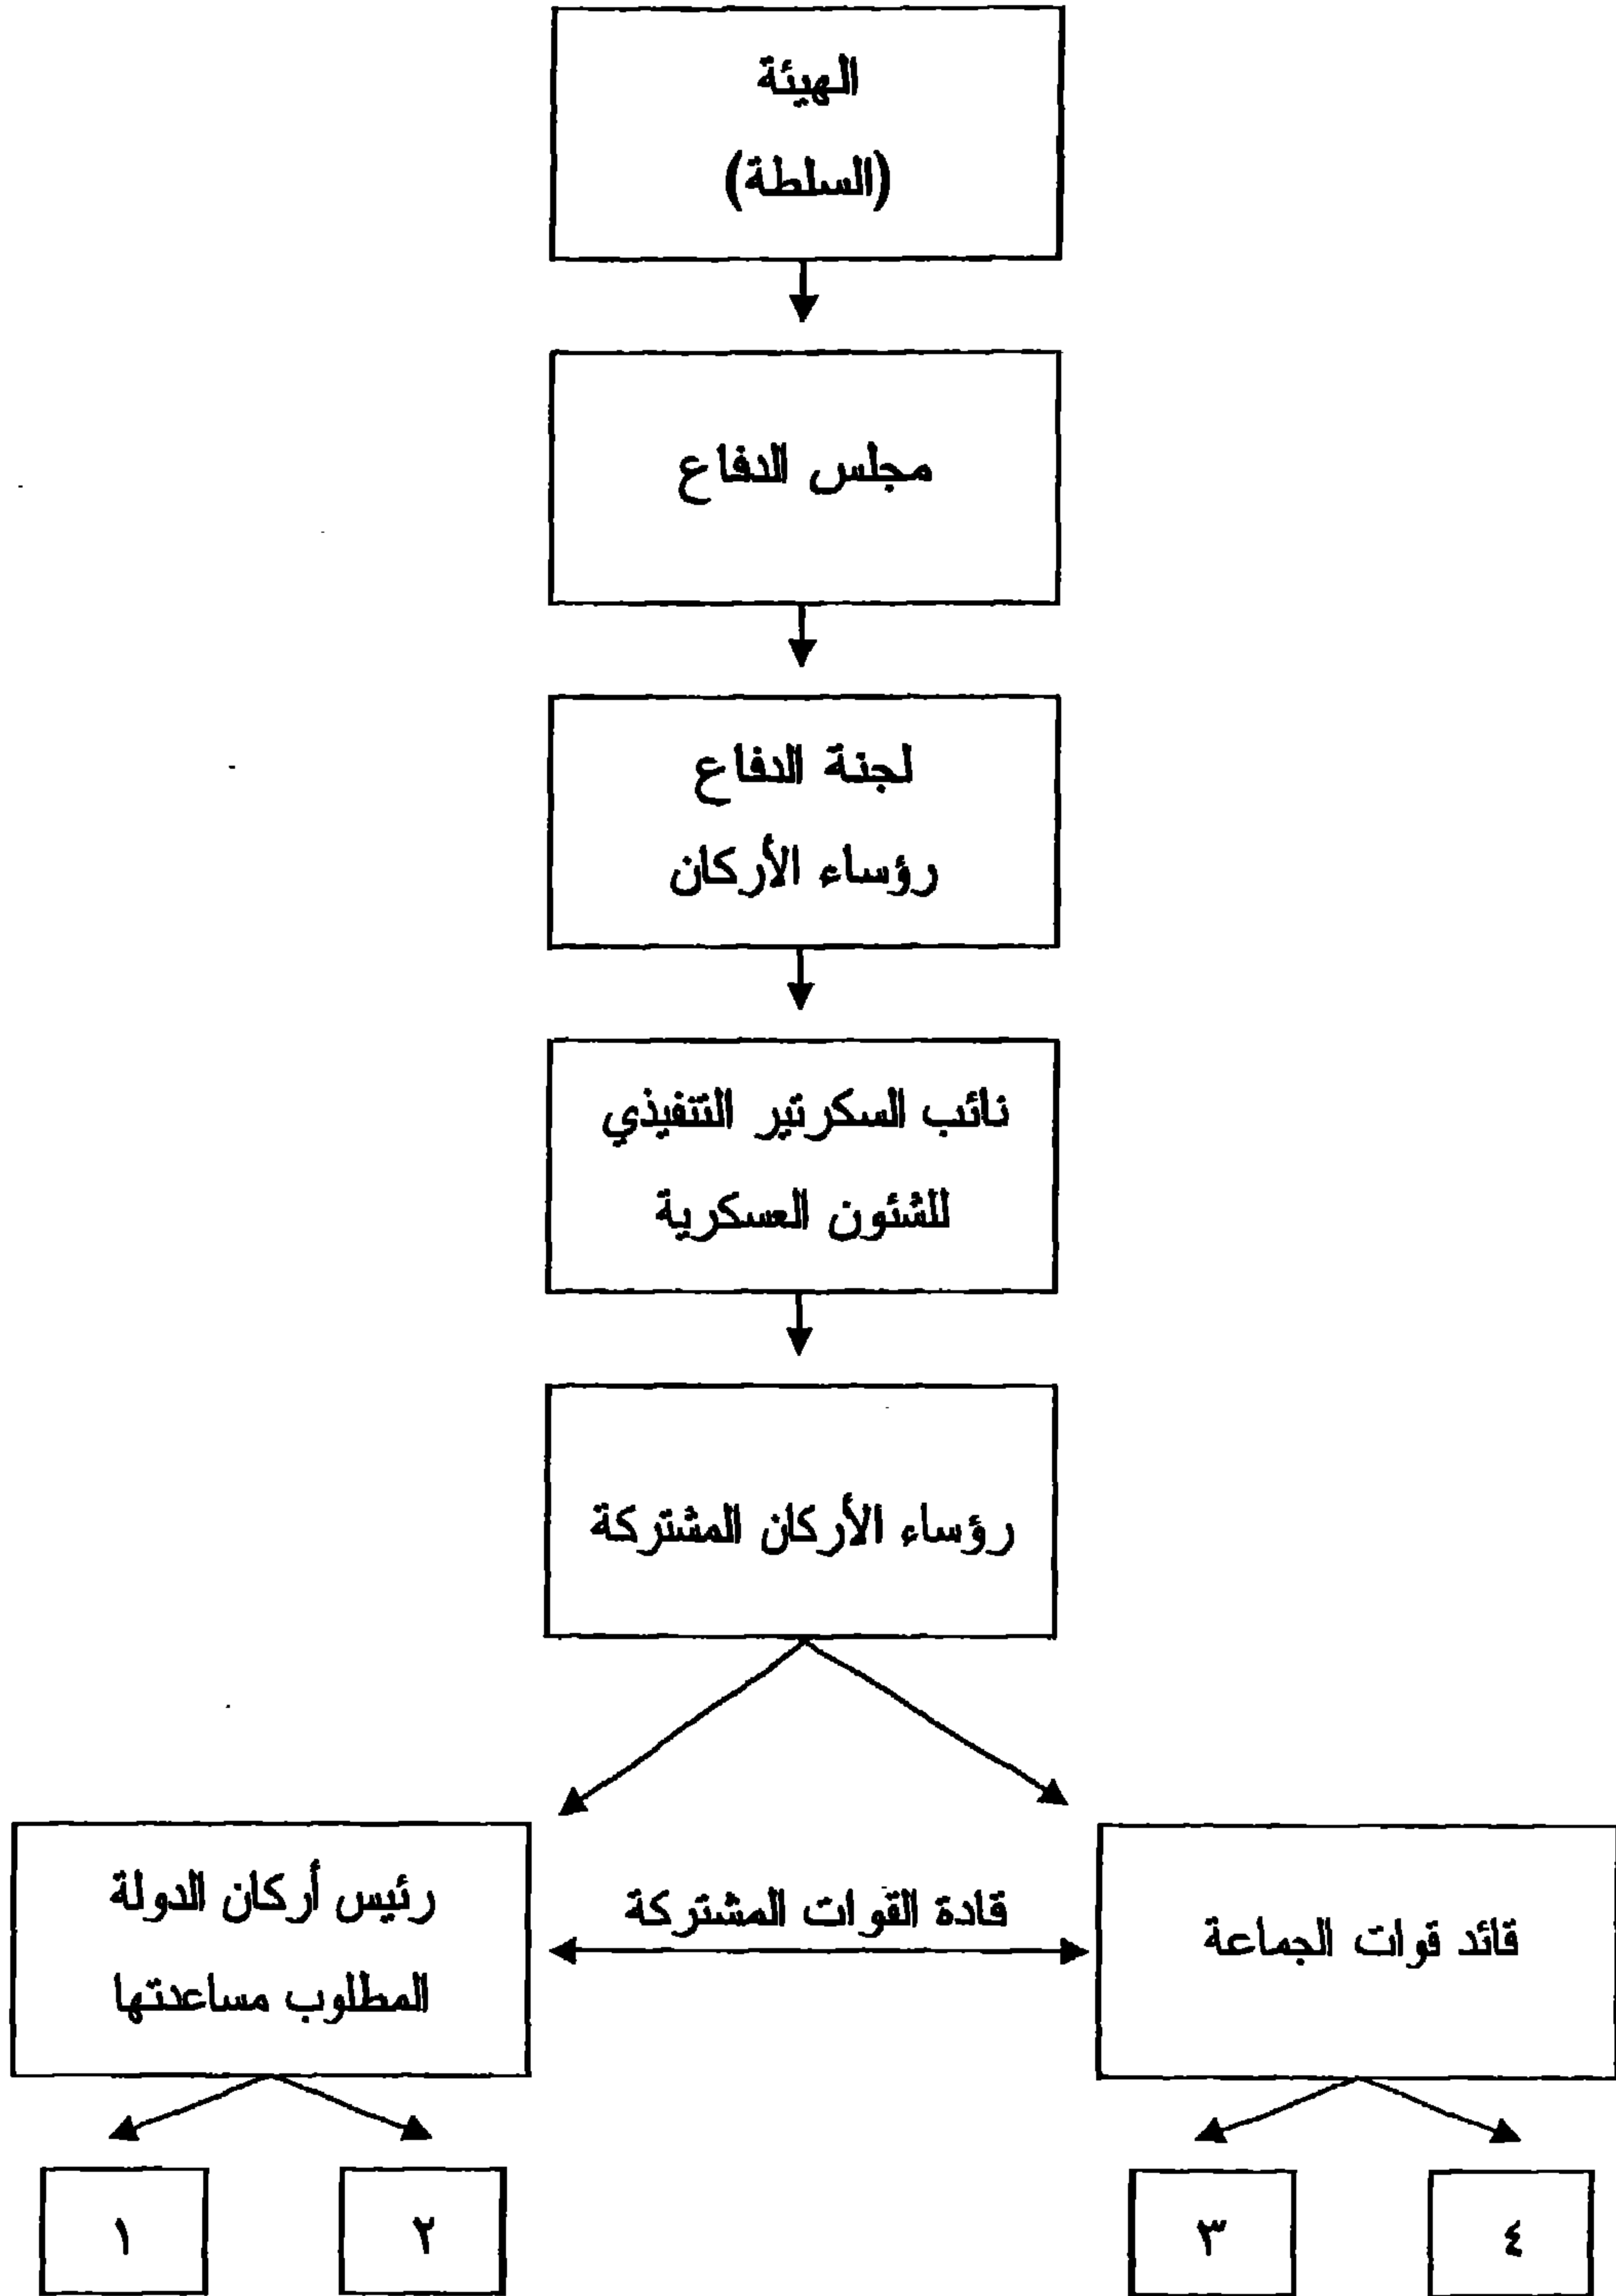 الهيئة
(السلطة)
مجلس الدفاع
لجنة الدفاع
رؤساء الأركان
نائب السكرتير التنفيذي
للشئون العسكرية
رؤساء الأركان المشتركة
قائد قوات الجماعة
قادة القوات المشتركة
رئيس أركان الدولة
المطلوب مساعدتها
١
٢
٣
٤